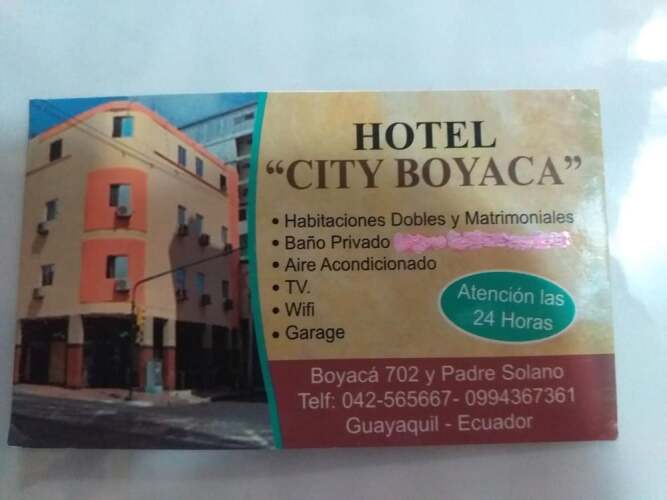 HOTEL
"CITY BOYACA"
• Habitaciones Dobles y Matrimoniales
• Baño Privado
• Aire Acondicionado
• TV.
• Wifi
• Garage
Atención las
24 Horas
Boyacá 702 y Padre Solano
Telf: 042-565667- 0994367361
Guayaquil - Ecuador